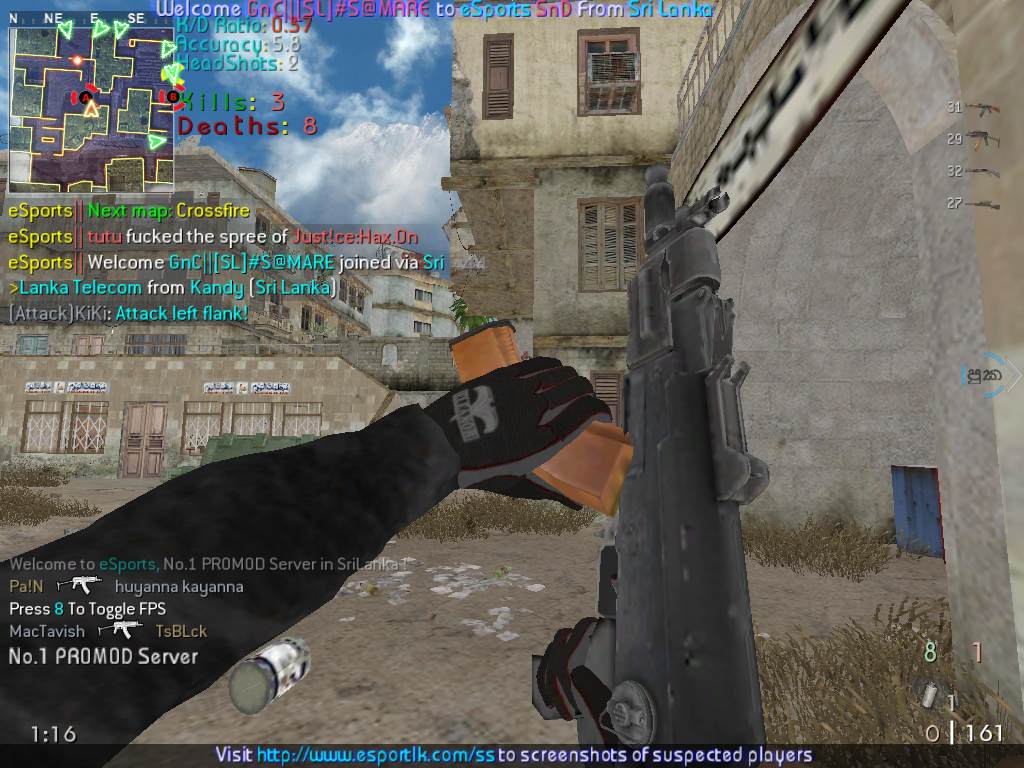 Welcome GnC||[SL]#S@MARE to eSports SnD From Sri Lanka
N NE E SE
K/D Ratio: 0.37
Accuracy: 5.8
HeadShots: 2
Kills: 3
Deaths: 8
31
29
32
27
eSports|| Next map: Crossfire
eSports|| tutu fucked the spree of Just!ce:Hax.0n
eSports|| Welcome GnC||[SL]#S@MARE joined via Sri
>Lanka Telecom from Kandy (Sri Lanka)
(Attack)KiKi: Attack left flank!
Welcome to eSports, No.1 PROMOD Server in SriLanka !
Pa!N huyanna kayanna
Press 8 To Toggle FPS
MacTavish TsBLck
No.1 PROMOD Server
8 1
1
1:16
0 | 161
Visit http://www.esportlk.com/ss to screenshots of suspected players